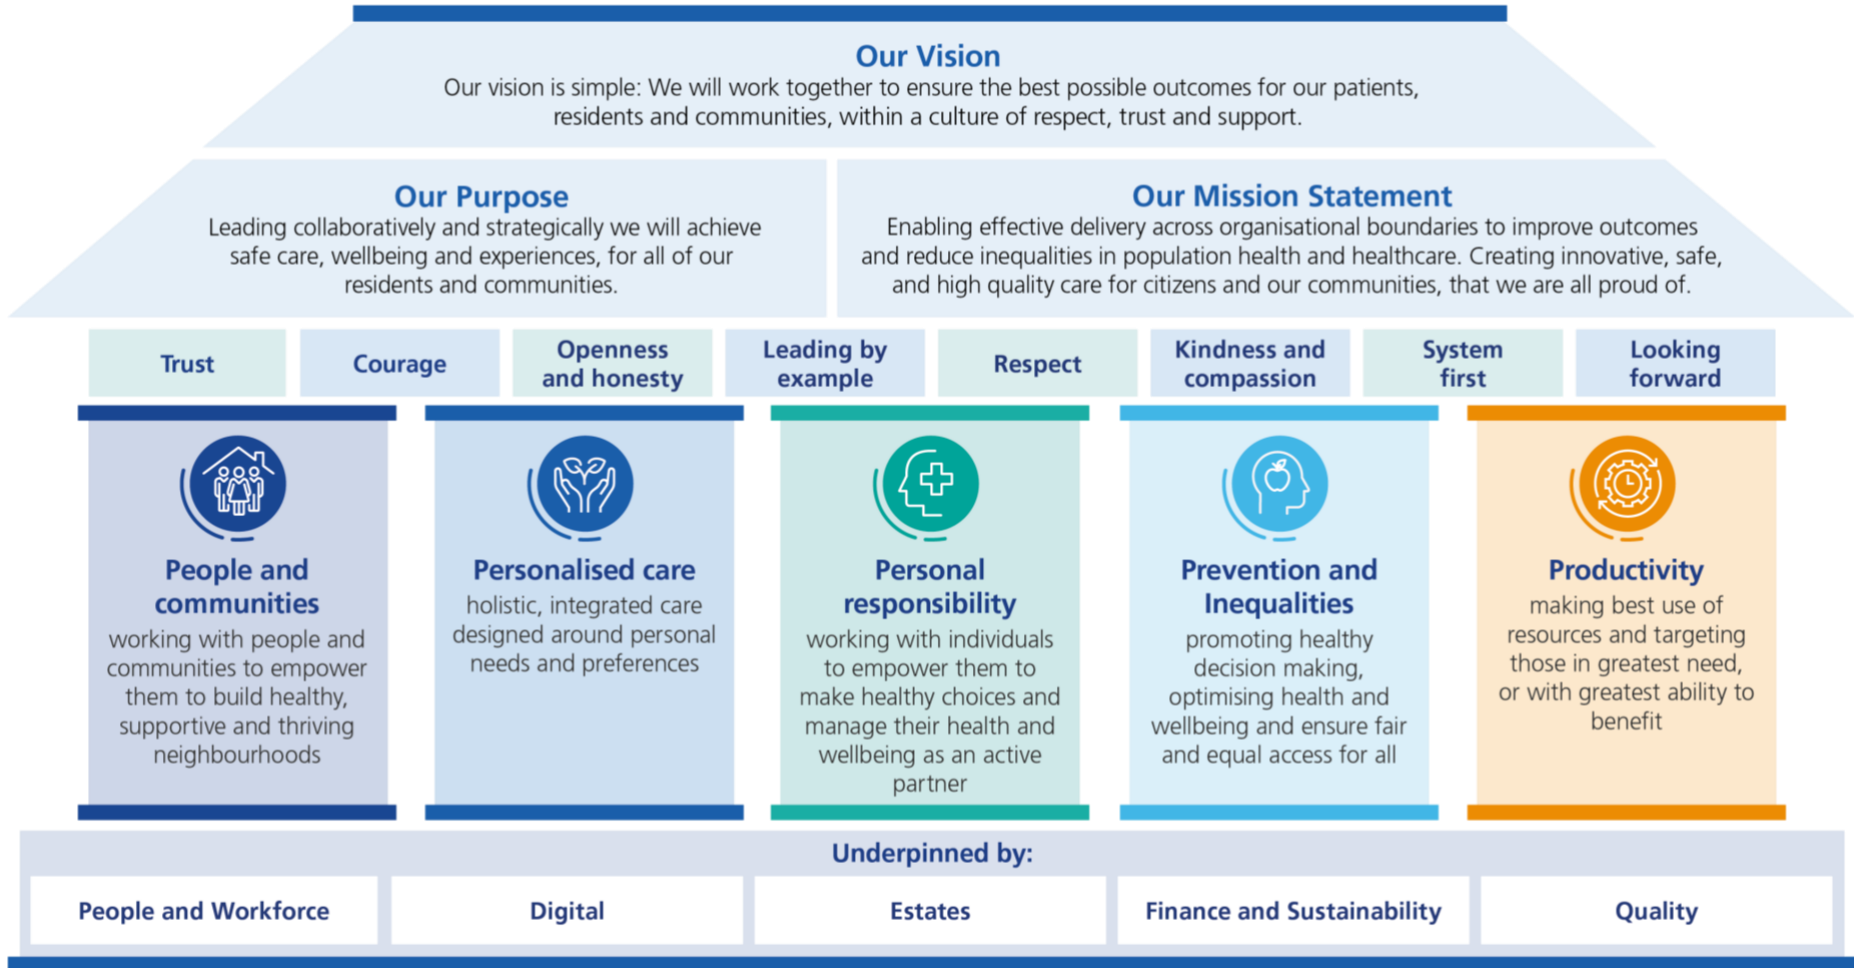 Our Vision
Our vision is simple: We will work together to ensure the best possible outcomes for our patients,
residents and communities, within a culture of respect, trust and support.
Our Purpose
Leading collaboratively and strategically we will achieve
safe care, wellbeing and experiences, for all of our
residents and communities.
Our Mission Statement
Enabling effective delivery across organisational boundaries to improve outcomes
and reduce inequalities in population health and healthcare. Creating innovative, safe,
and high quality care for citizens and our communities, that we are all proud of.
Trust
Courage
Openness
and honesty
Leading by
example
Respect
Kindness and
compassion
System
first
Looking
forward
People and
communities
working with people and
communities to empower
them to build healthy,
supportive and thriving
neighbourhoods
Personalised care
holistic, integrated care
designed around personal
needs and preferences
Personal
responsibility
working with individuals
to empower them to
make healthy choices and
manage their health and
wellbeing as an active
partner
Prevention and
Inequalities
promoting healthy
decision making,
optimising health and
wellbeing and ensure fair
and equal access for all
Productivity
making best use of
resources and targeting
those in greatest need,
or with greatest ability to
benefit
Underpinned by:
People and Workforce
Digital
Estates
Finance and Sustainability
Quality